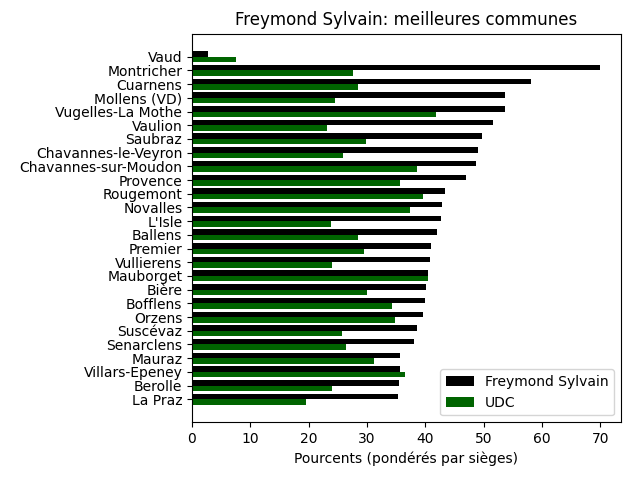 Freymond Sylvain: meilleures communes
Vaud
Montricher
Cuarnens
Mollens (VD)
Vugelles-La Mothe
Vaulion
Saubraz
Chavannes-le-Veyron
Chavannes-sur-Moudon
Provence
Rougemont
Novalles
L'Isle
Ballens
Premier
Vullierens
Mauborget
Bière
Bofflens
Orzens
Suscévaz
Senarclens
Mauraz
Villars-Epeney
Berolle
La Praz
Freymond Sylvain
UDC
0 10 20 30 40 50 60 70
Pourcents (pondérés par sièges)